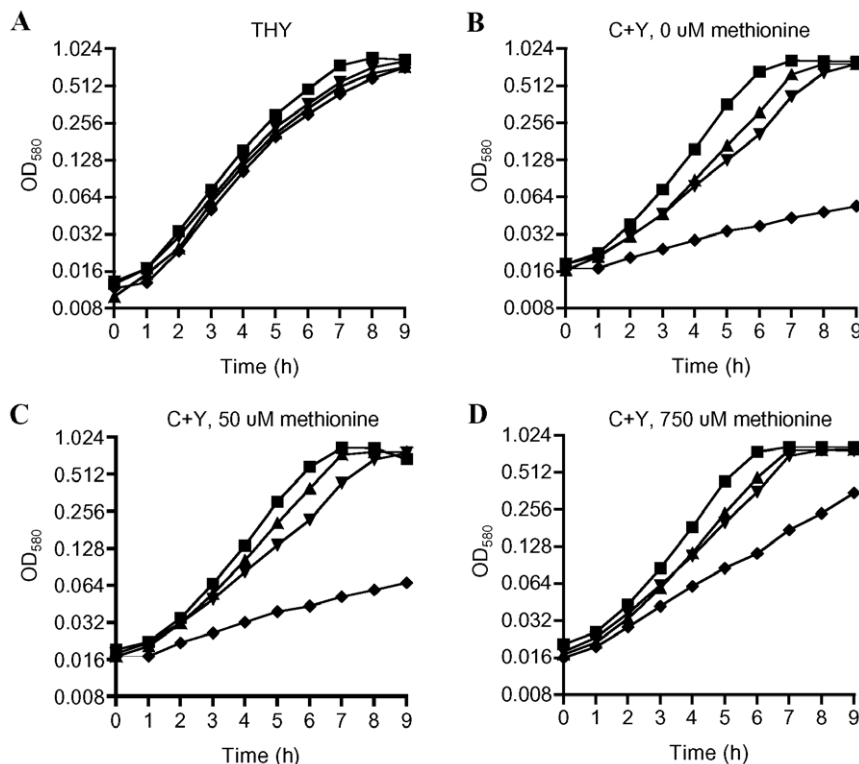 A
THY
1.024
0.512
0.256
0.128
0.064
0.032
0.016
0.008
OD580
0 1 2 3 4 5 6 7 8 9
Time (h)
B
C+Y, 0 uM methionine
1.024
0.512
0.256
0.128
0.064
0.032
0.016
0.008
OD580
0 1 2 3 4 5 6 7 8 9
Time (h)
C
C+Y, 50 uM methionine
1.024
0.512
0.256
0.128
0.064
0.032
0.016
0.008
OD580
0 1 2 3 4 5 6 7 8 9
Time (h)
D
C+Y, 750 uM methionine
1.024
0.512
0.256
0.128
0.064
0.032
0.016
0.008
OD580
0 1 2 3 4 5 6 7 8 9
Time (h)